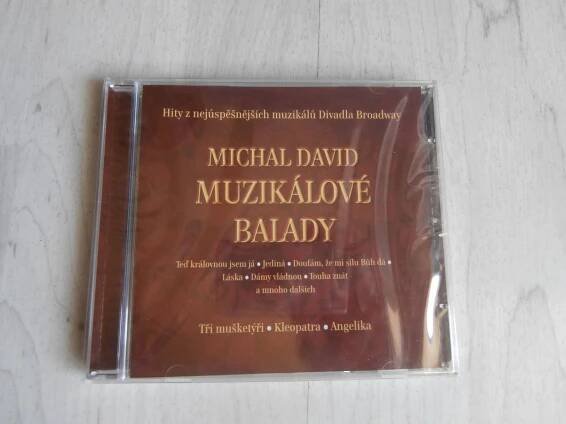 Hity z nejúspěšnějších muzikálů Divadla Broadway
MICHAL DAVID
MUZIKÁLOVÉ
BALADY
Teď královnou jsem já • Jediná • Doufám, že mi sílu Bůh dá •
Láska • Dámy vládnou • Touha znát
a mnoho dalších
Tři mušketýři • Kleopatra • Angelika